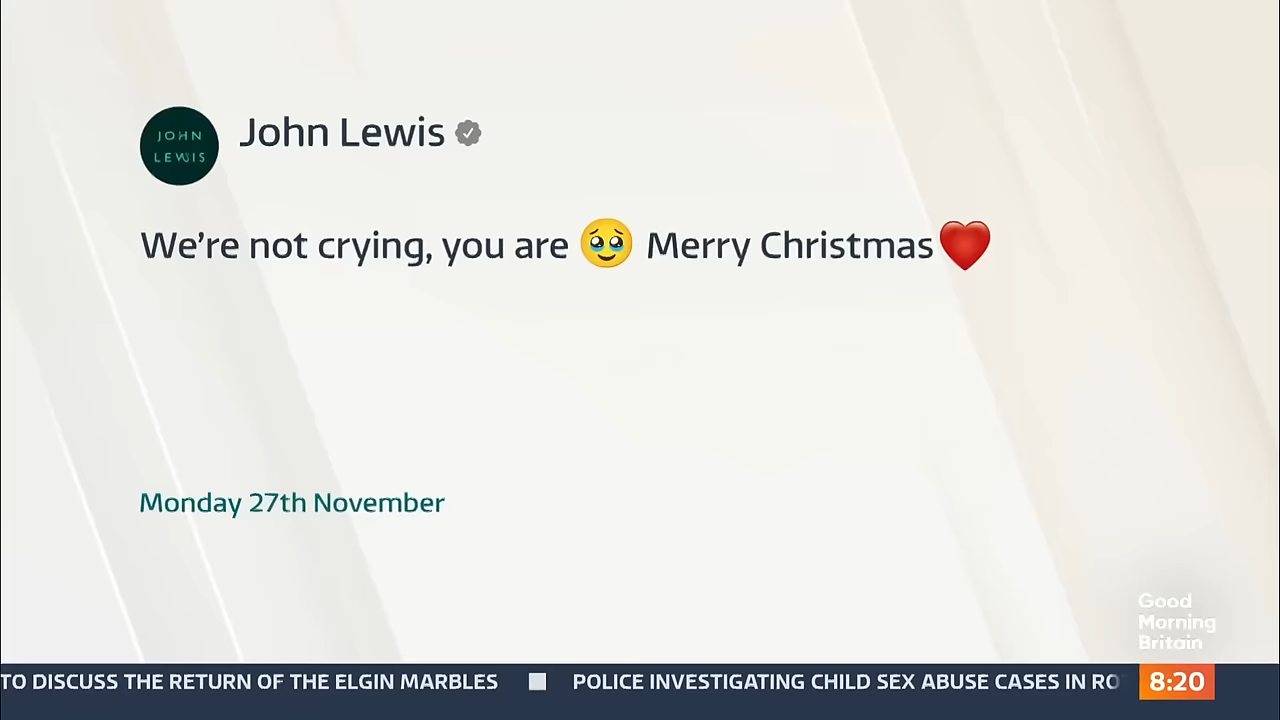 JOHN
LEWIS
John Lewis
We're not crying, you are 🥹 Merry Christmas❤️
Monday 27th November
Good
Morning
Britain
TO DISCUSS THE RETURN OF THE ELGIN MARBLES
POLICE INVESTIGATING CHILD SEX ABUSE CASES IN
8:20